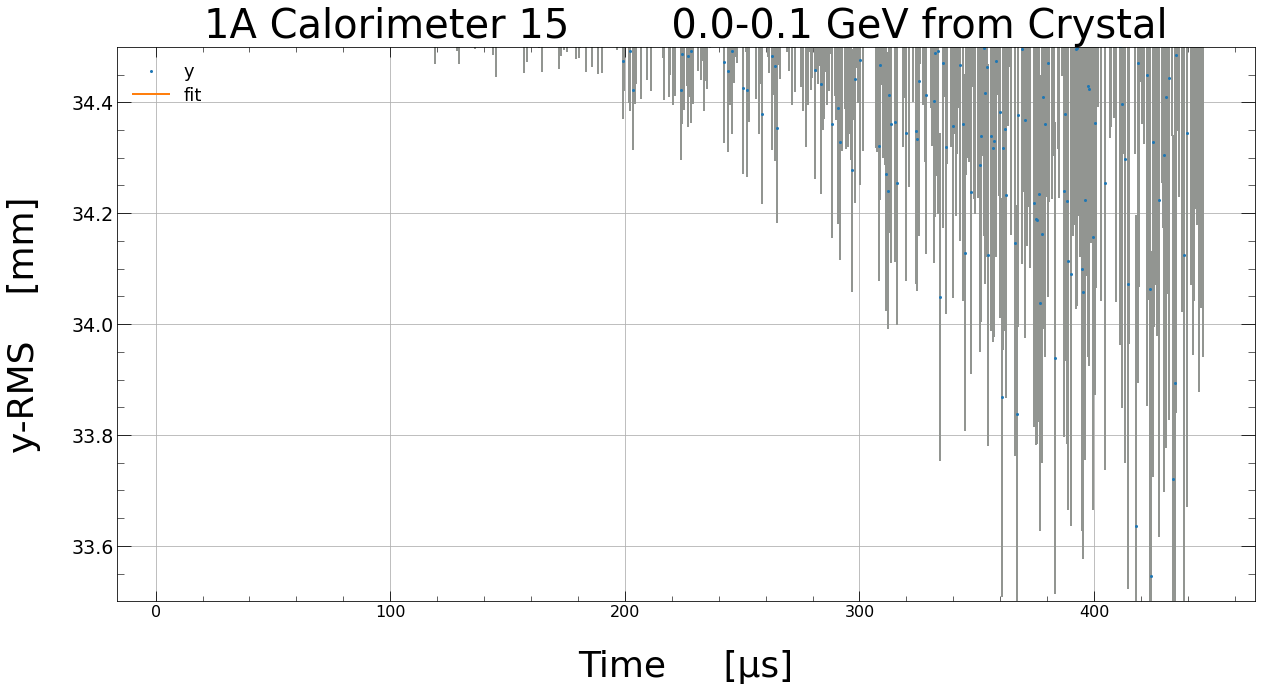 1A Calorimeter 15 0.0-0.1 GeV from Crystal
y
fit
34.4
34.2
34.0
33.8
33.6
y-RMS [mm]
0 100 200 300 400
Time [µs]